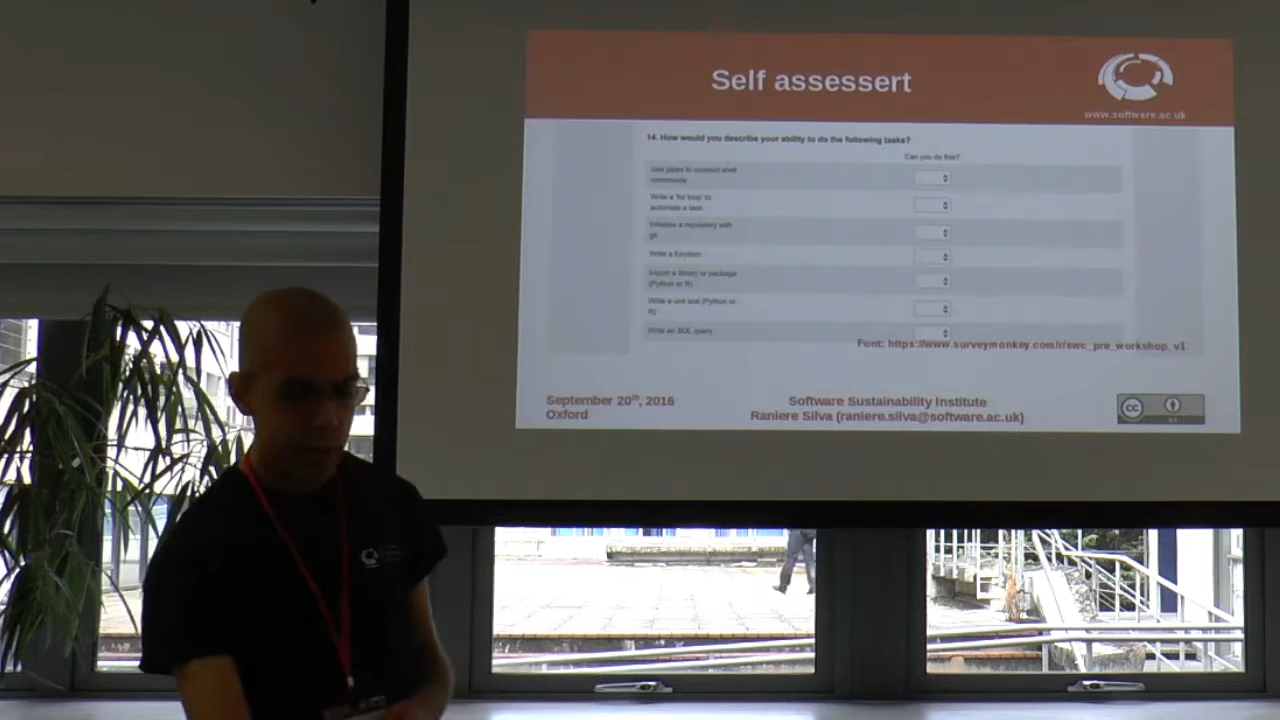 Self assessert
www.software.ac.uk
14. How would you describe your ability to do the following tasks?
Can you do this?
Use pipes to connect shell
commands
Write a 'for loop' to
automate a task
Initialise a repository with
git
Write a function
Import a library or package
(Python or R)
Write a unit test (Python or
R)
Write an SQL query
Font: https://www.surveymonkey.com/r/swc_pre_workshop_v1
September 20th, 2016
Oxford
Software Sustainability Institute
Raniere Silva (raniere.silva@software.ac.uk)
CC